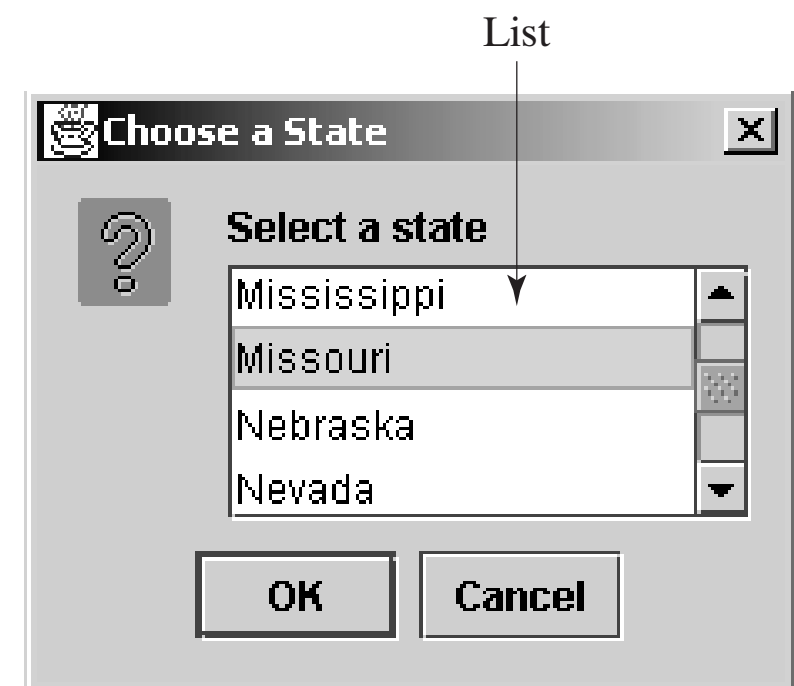 List
Choose a State
Select a state
Mississippi
Missouri
Nebraska
Nevada
OK Cancel